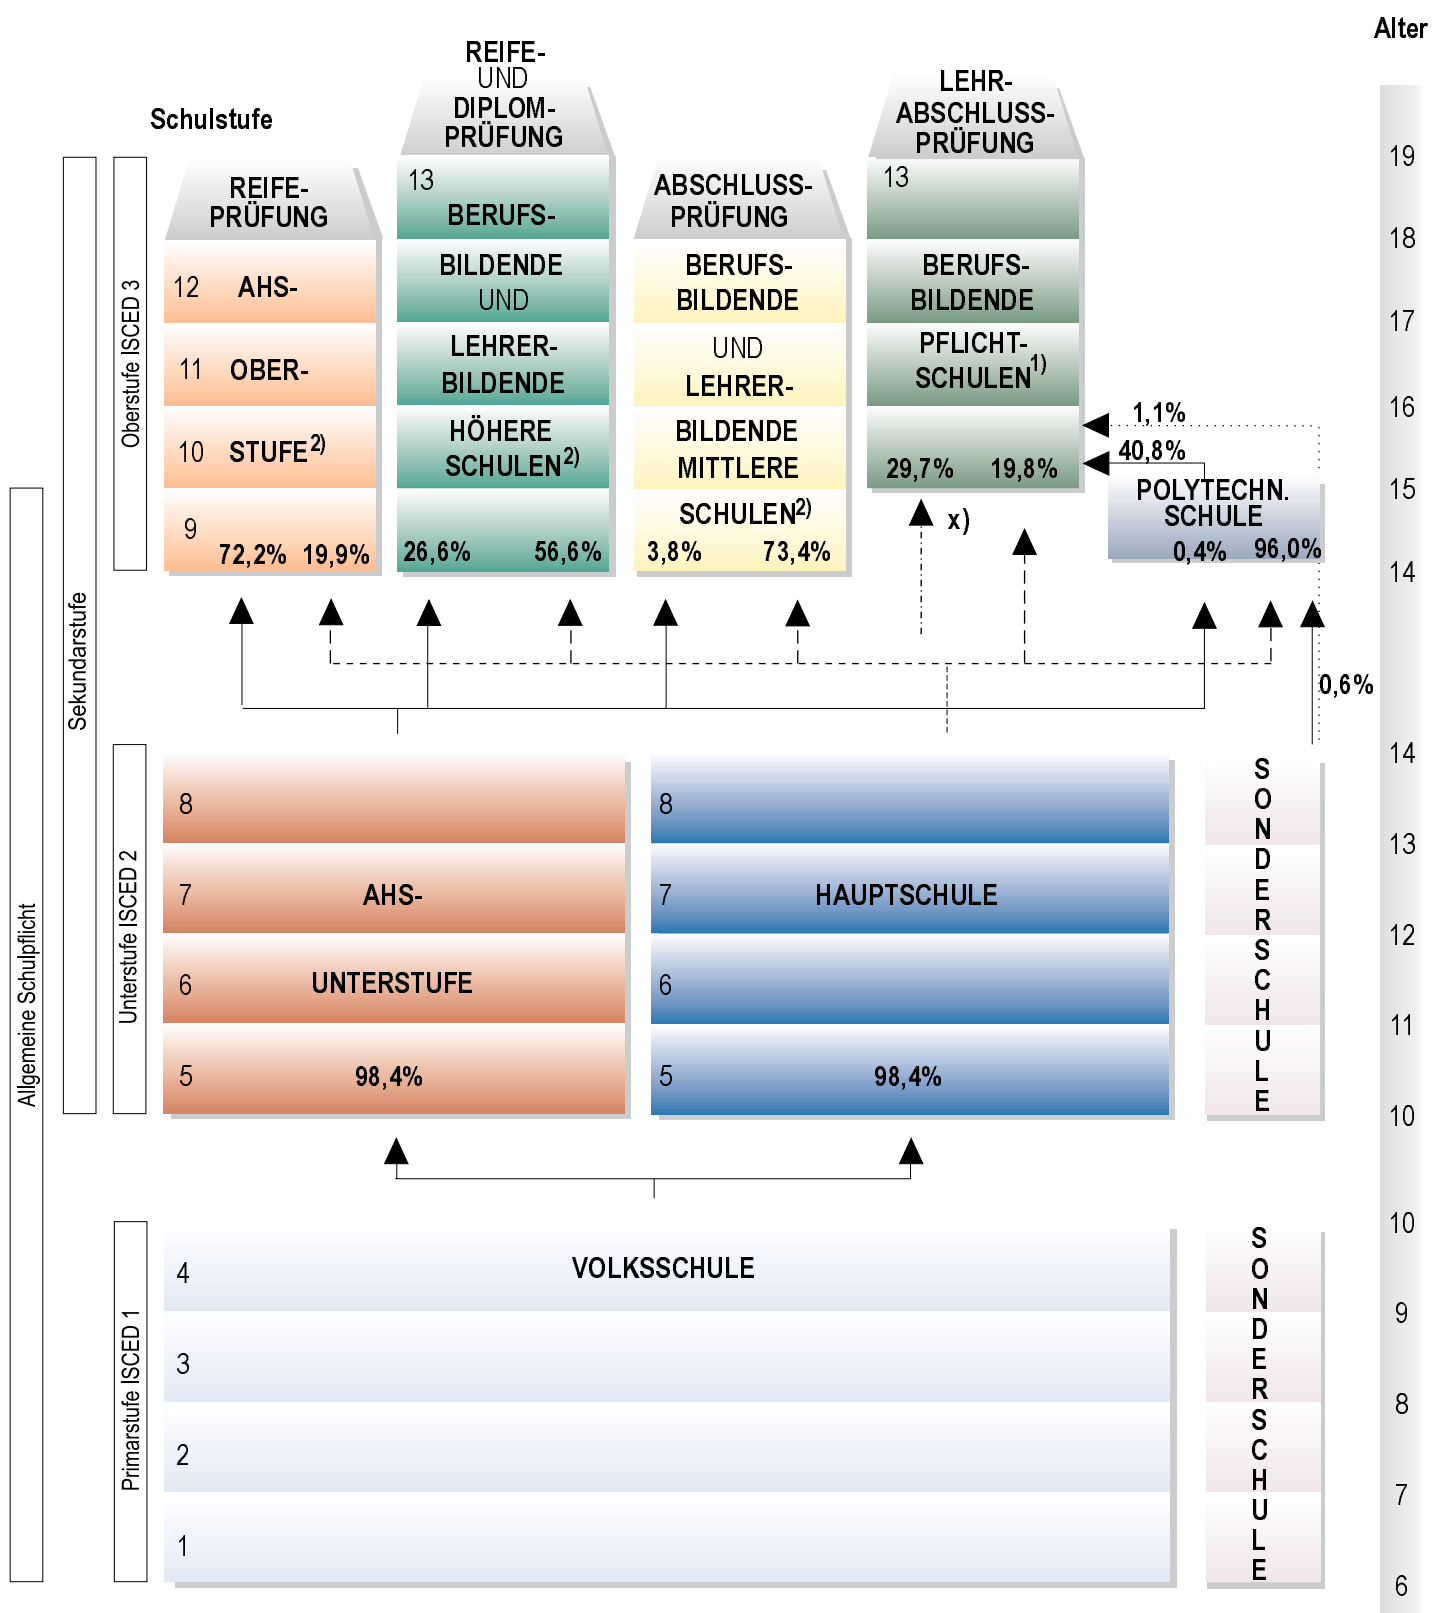 Alter
Schulstufe
REIFE-
UND
DIPLOM-
PRÜFUNG
LEHR-
ABSCHLUSS-
PRÜFUNG
REIFE-
PRÜFUNG
ABSCHLUSS-
PRÜFUNG
12 AHS-
11 OBER-
10 STUFE2)
9
72,2% 19,9%
13
BERUFS-
BILDENDE
UND
LEHRER-
BILDENDE
HÖHERE
SCHULEN2)
26,6% 56,6%
BERUFS-
BILDENDE
UND
LEHRER-
BILDENDE
MITTLERE
SCHULEN2)
3,8% 73,4%
13
BERUFS-
BILDENDE
PFLICHT-
SCHULEN1)
29,7% 19,8%
1,1%
40,8%
POLYTECHN.
SCHULE
0,4% 96,0%
x)
0,6%
8
7 AHS-
6 UNTERSTUFE
5 98,4%
8
7 HAUPTSCHULE
6
5 98,4%
SONDERSCHULE
4 VOLKSSCHULE
3
2
1
SONDERSCHULE
Allgemeine Schulpflicht
Sekundarstufe
Oberstufe ISCED 3
Unterstufe ISCED 2
Primarstufe ISCED 1
19
18
17
16
15
14
14
13
12
11
10
10
9
8
7
6